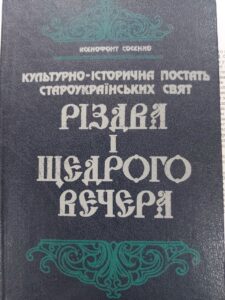 КСЕНОФОНТ СОСЕНКО
КУЛЬТУРНО-ІСТОРИЧНА ПОСТАТЬ
СТАРОУКРАЇНСЬКИХ СВЯТ
РІЗДВА
І
ЩЕДРОГО
ВЕЧЕРА